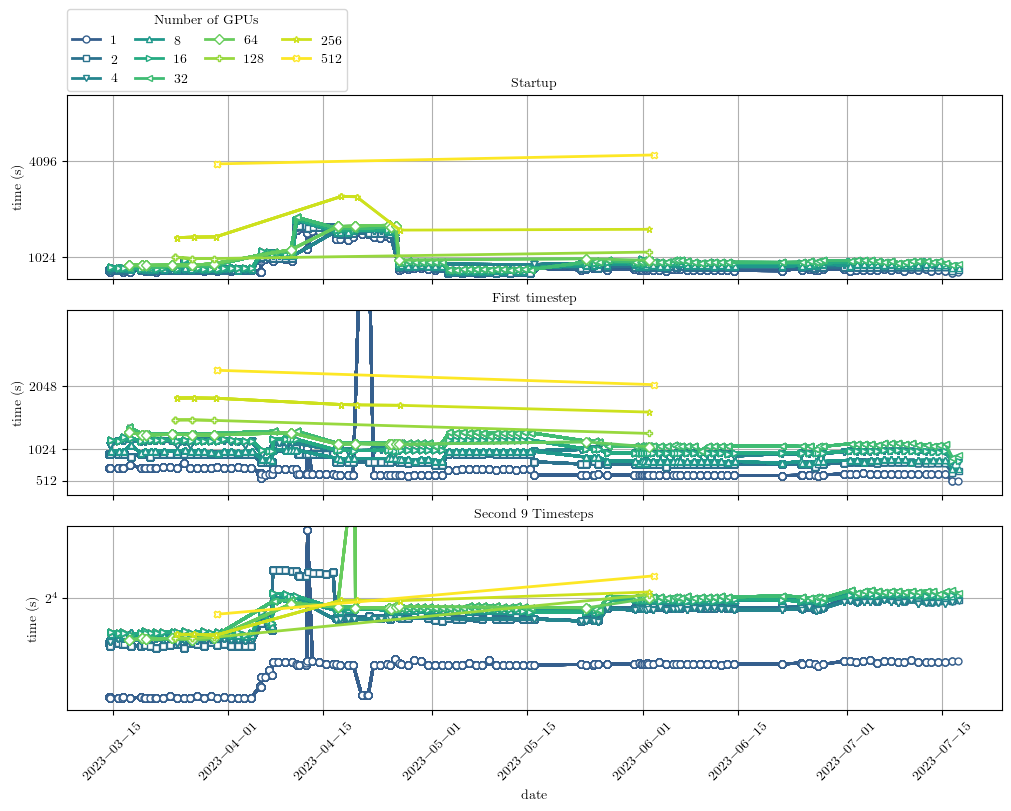 Number of GPUs
1 8 64 256
2 16 128 512
4 32
Startup
4096
time (s)
1024
First timestep
2048
time (s)
1024
512
Second 9 Timesteps
2⁴
time (s)
2023−03−15 2023−04−01 2023−04−15 2023−05−01 2023−05−15 2023−06−01 2023−06−15 2023−07−01 2023−07−15
date